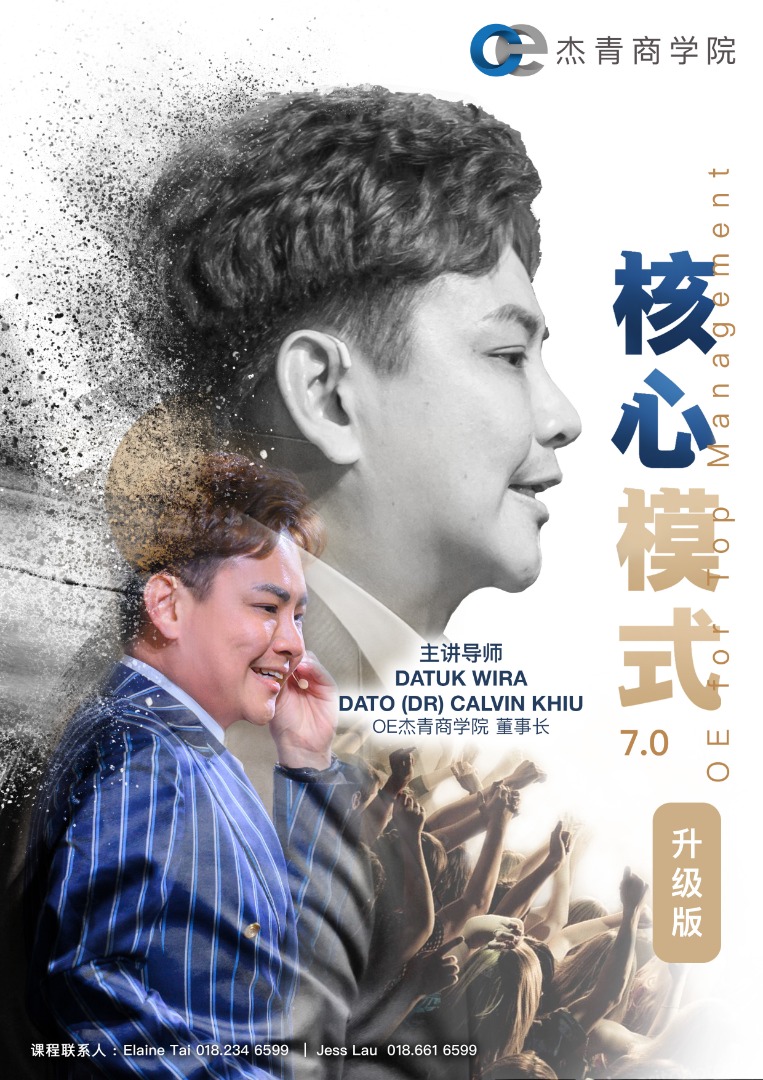 oe 杰青商学院
核心模式
OE for Top Management
7.0
升级版
主讲导师
DATUK WIRA
DATO (DR) CALVIN KHIU
OE杰青商学院 董事长
课程联系人：Elaine Tai 018.234 6599 | Jess Lau 018.661 6599